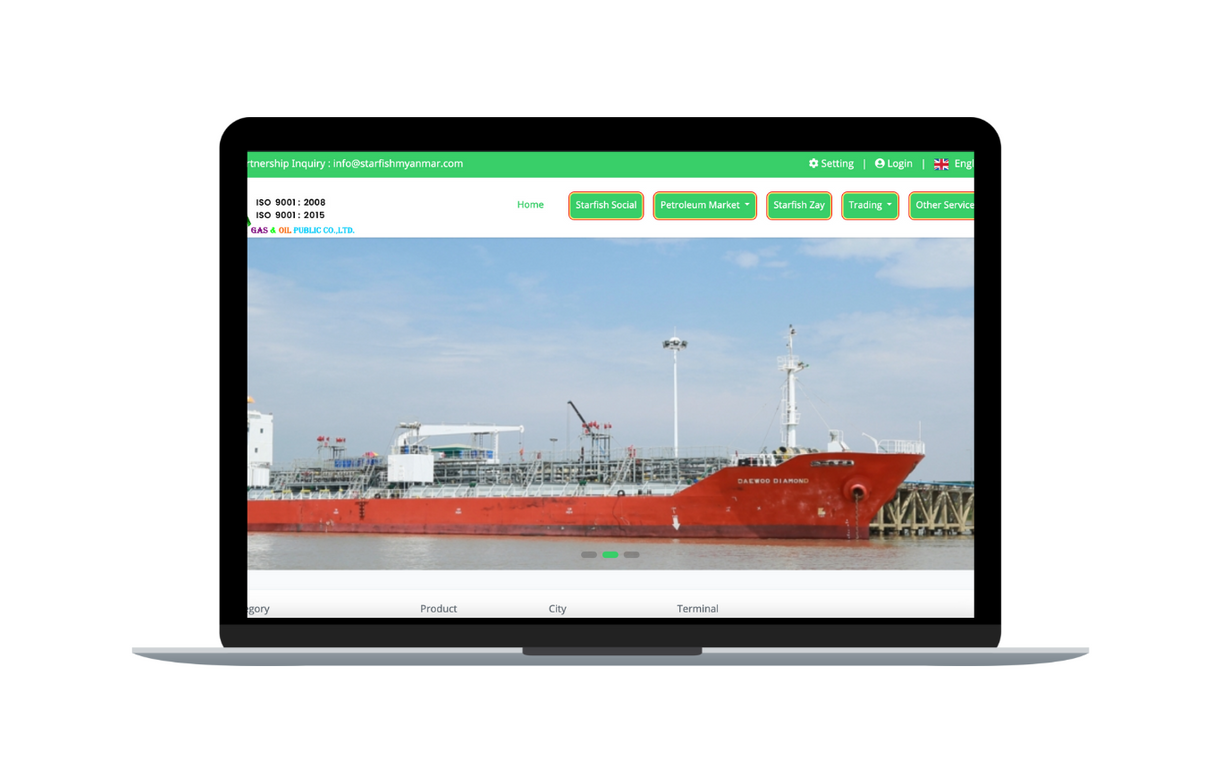 rtnership Inquiry : info@starfishmyanmar.com
Setting | Login | Engl
ISO 9001 : 2008
ISO 9001 : 2015
GAS & OIL PUBLIC CO.,LTD.
Home Starfish Social Petroleum Market Starfish Zay Trading Other Service
DAEWOO DIAMOND
egory Product City Terminal